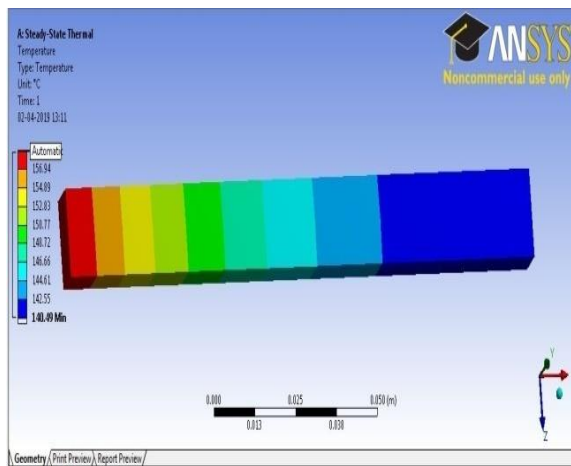 A: Steady-State Thermal
Temperature
Type: Temperature
Unit: °C
Time: 1
02-04-2019 13:11
ANSYS
Noncommercial use only
Automatic
156.94
154.89
152.83
150.77
148.72
146.66
144.61
142.55
140.49 Min
0.000
0.025
0.050 (m)
0.013
0.030
Y
Z
Geometry
Print Preview
Report Preview